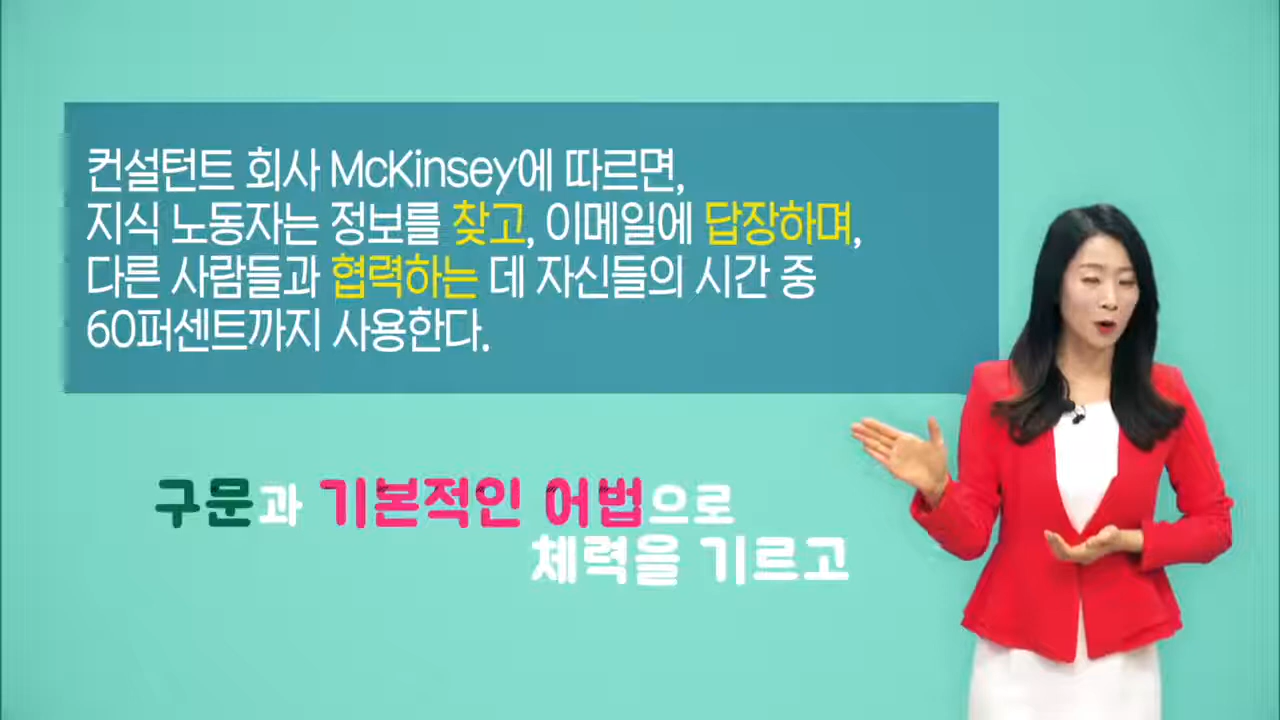 컨설턴트 회사 McKinsey에 따르면,
지식 노동자는 정보를 찾고, 이메일에 답장하며,
다른 사람들과 협력하는 데 자신들의 시간 중
60퍼센트까지 사용한다.
구문과 기본적인 어법으로
체력을 기르고